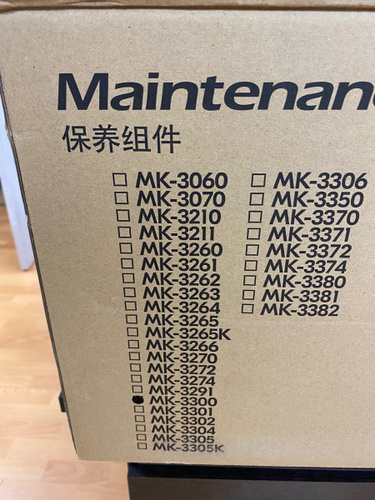 Maintenan
保养组件
MK-3060
MK-3070
MK-3210
MK-3211
MK-3260
MK-3261
MK-3262
MK-3263
MK-3264
MK-3265
MK-3265K
MK-3266
MK-3270
MK-3272
MK-3274
MK-3291
MK-3300
MK-3301
MK-3302
MK-3304
MK-3305
MK-3305K
MK-3306
MK-3350
MK-3370
MK-3371
MK-3372
MK-3374
MK-3380
MK-3381
MK-3382